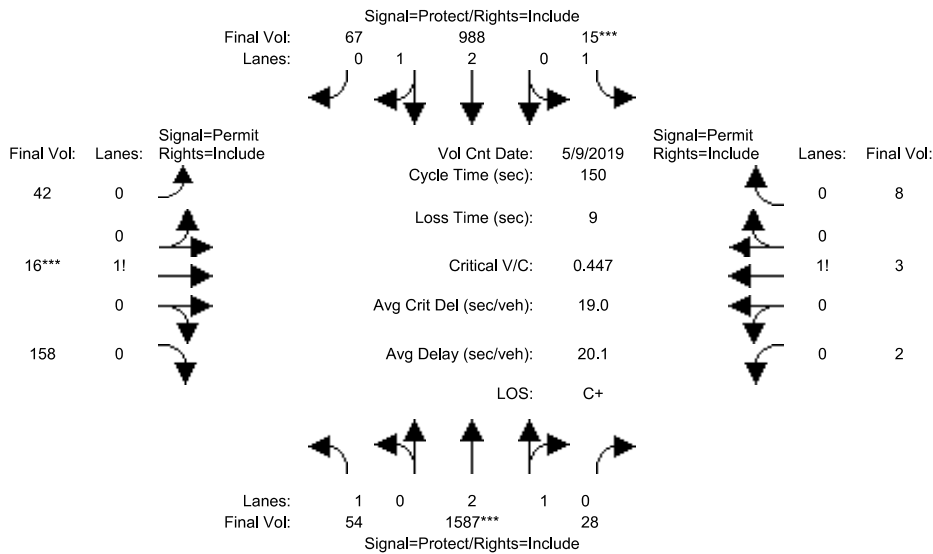 Signal=Protect/Rights=Include
Final Vol: 67 988 15***
Lanes: 0 1 2 0 1
Signal=Permit Signal=Permit
Final Vol: Lanes: Rights=Include Vol Cnt Date: 5/9/2019 Rights=Include Lanes: Final Vol:
Cycle Time (sec): 150
42 0 0 8
Loss Time (sec): 9
0 0
16*** 1! Critical V/C: 0.447 1! 3
0 Avg Crit Del (sec/veh): 19.0 0
158 0 Avg Delay (sec/veh): 20.1 0 2
LOS: C+
Lanes: 1 0 2 1 0
Final Vol: 54 1587*** 28
Signal=Protect/Rights=Include